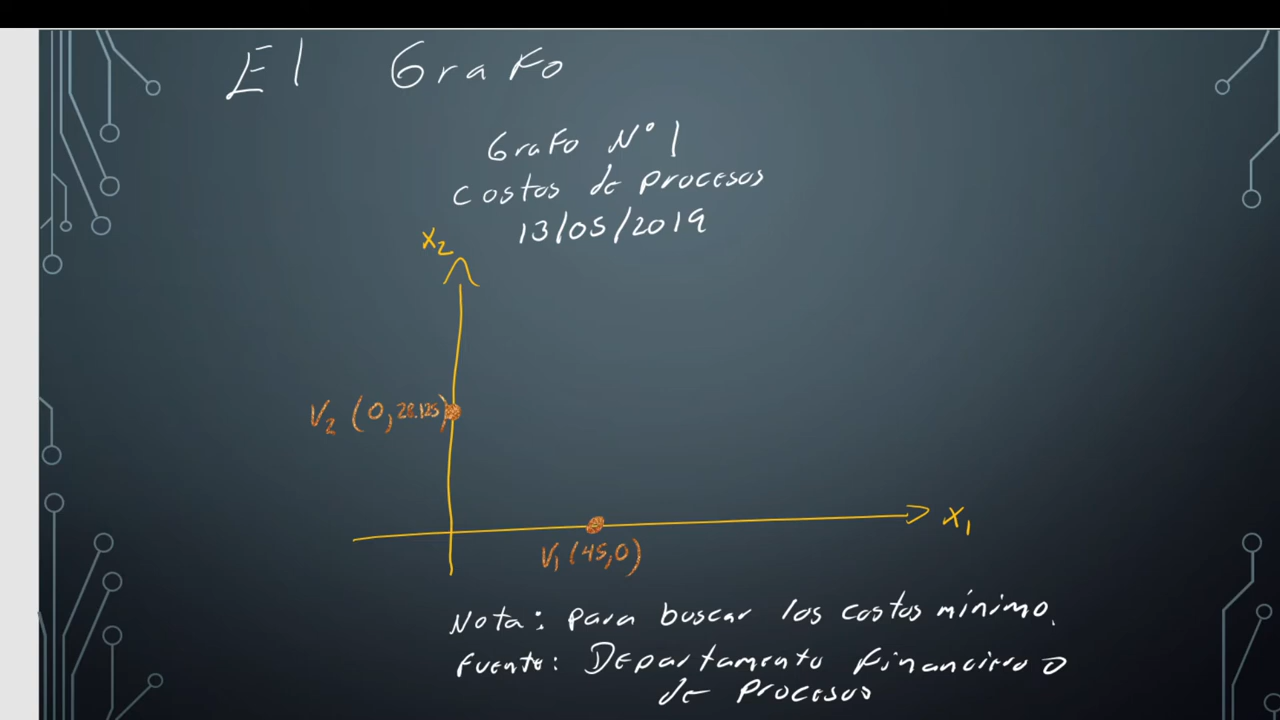 El Grafo
Grafo N° 1
Costos de Procesos
13/05/2019
X2
V2 (0,28.125)
X1
V1 (45,0)
Nota: para buscar los costos mínimo.
Fuente: Departamento Financiero o
de procesos